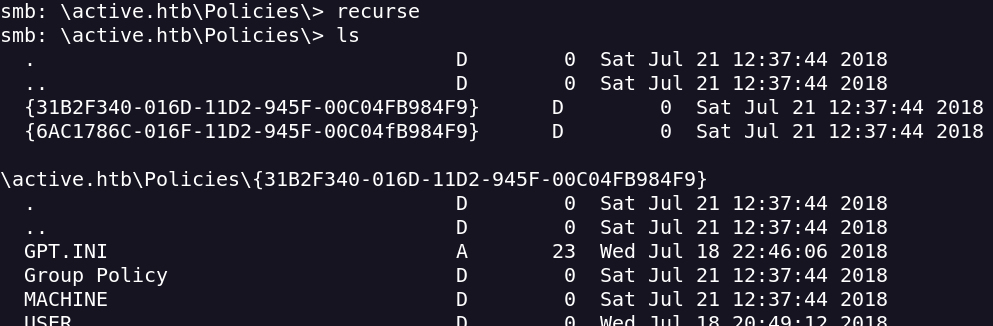 smb: \active.htb\Policies\> recurse
smb: \active.htb\Policies\> ls
. D 0 Sat Jul 21 12:37:44 2018
.. D 0 Sat Jul 21 12:37:44 2018
{31B2F340-016D-11D2-945F-00C04FB984F9} D 0 Sat Jul 21 12:37:44 2018
{6AC1786C-016F-11D2-945F-00C04fB984F9} D 0 Sat Jul 21 12:37:44 2018
\active.htb\Policies\{31B2F340-016D-11D2-945F-00C04FB984F9}
. D 0 Sat Jul 21 12:37:44 2018
.. D 0 Sat Jul 21 12:37:44 2018
GPT.INI A 23 Wed Jul 18 22:46:06 2018
Group Policy D 0 Sat Jul 21 12:37:44 2018
MACHINE D 0 Sat Jul 21 12:37:44 2018
USER D 0 Wed Jul 18 20:49:12 2018